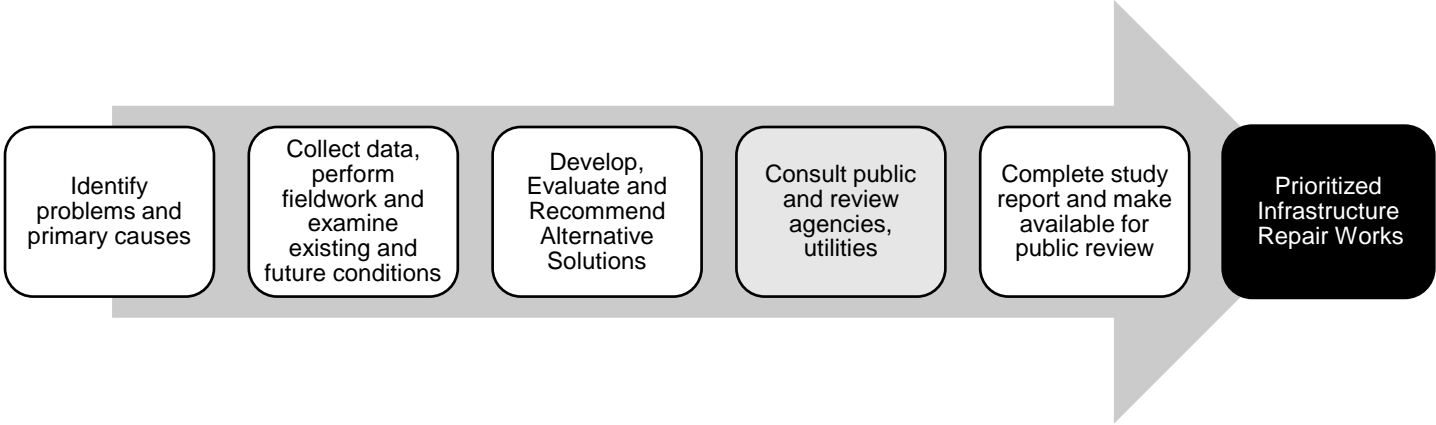 Identify
problems and
primary causes
Collect data,
perform
fieldwork and
examine
existing and
future conditions
Develop,
Evaluate and
Recommend
Alternative
Solutions
Consult public
and review
agencies,
utilities
Complete study
report and make
available for
public review
Prioritized
Infrastructure
Repair Works